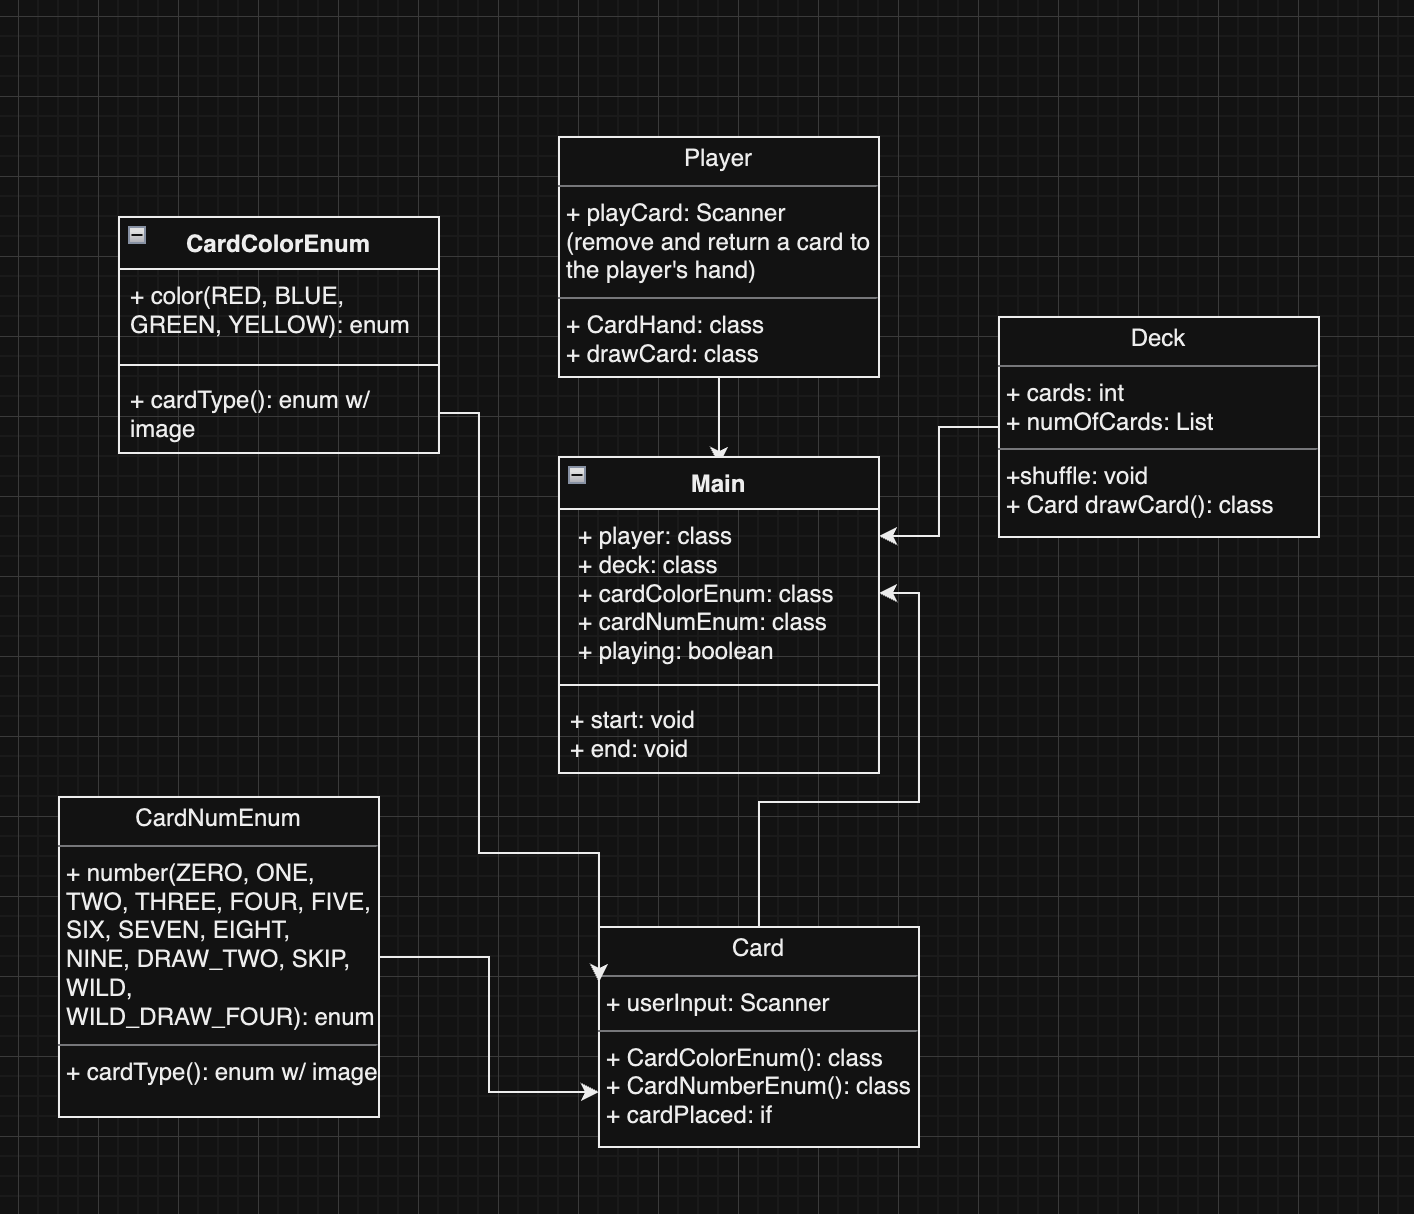 Player
+ playCard: Scanner
(remove and return a card to
the player's hand)
+ CardHand: class
+ drawCard: class
CardColorEnum
+ color(RED, BLUE,
GREEN, YELLOW): enum
+ cardType(): enum w/
image
Deck
+ cards: int
+ numOfCards: List
+shuffle: void
+ Card drawCard(): class
Main
+ player: class
+ deck: class
+ cardColorEnum: class
+ cardNumEnum: class
+ playing: boolean
+ start: void
+ end: void
CardNumEnum
+ number(ZERO, ONE,
TWO, THREE, FOUR, FIVE,
SIX, SEVEN, EIGHT,
NINE, DRAW_TWO, SKIP,
WILD,
WILD_DRAW_FOUR): enum
+ cardType(): enum w/ image
Card
+ userInput: Scanner
+ CardColorEnum(): class
+ CardNumberEnum(): class
+ cardPlaced: if